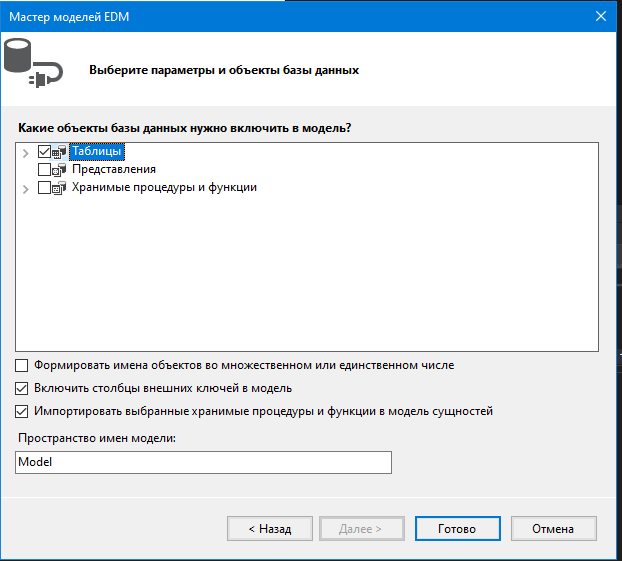 Мастер моделей EDM
Выберите параметры и объекты базы данных
Какие объекты базы данных нужно включить в модель?
Таблицы
Представления
Хранимые процедуры и функции
Формировать имена объектов во множественном или единственном числе
Включить столбцы внешних ключей в модель
Импортировать выбранные хранимые процедуры и функции в модель сущностей
Пространство имен модели:
Model
< Назад
Далее >
Готово
Отмена